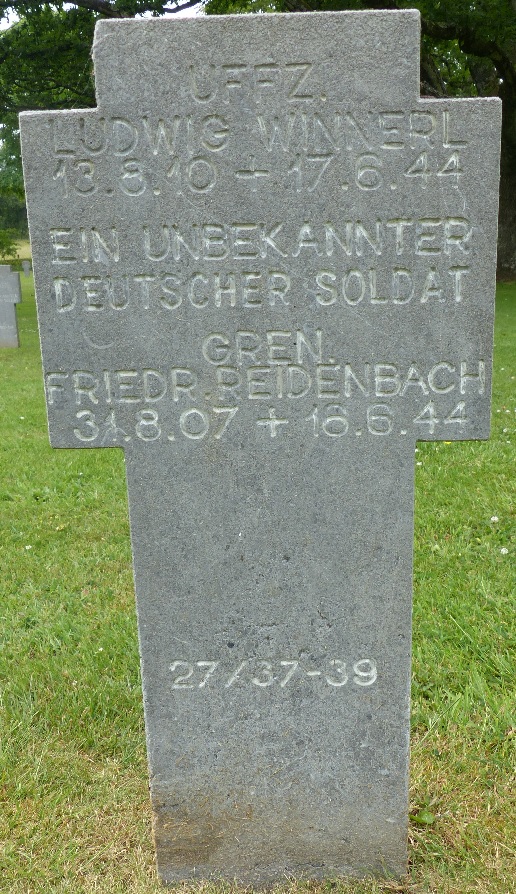 UFFZ.
LUDWIG WINNERL
13.8.10 + 17.6.44
EIN UNBEKANNTER
DEUTSCHER SOLDAT
GREN.
FRIEDR. REIDENBACH
31.8.07 + 16.6.44
27/37-39